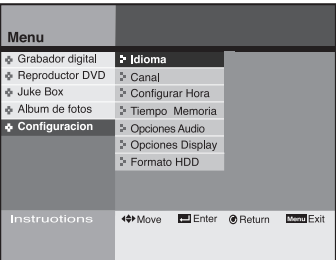 Menu
Grabador digital
Reproductor DVD
Juke Box
Album de fotos
Configuracion
Idioma
Canal
Configurar Hora
Tiempo Memoria
Opciones Audio
Opciones Display
Formato HDD
Instructions Move Enter Return Menu Exit